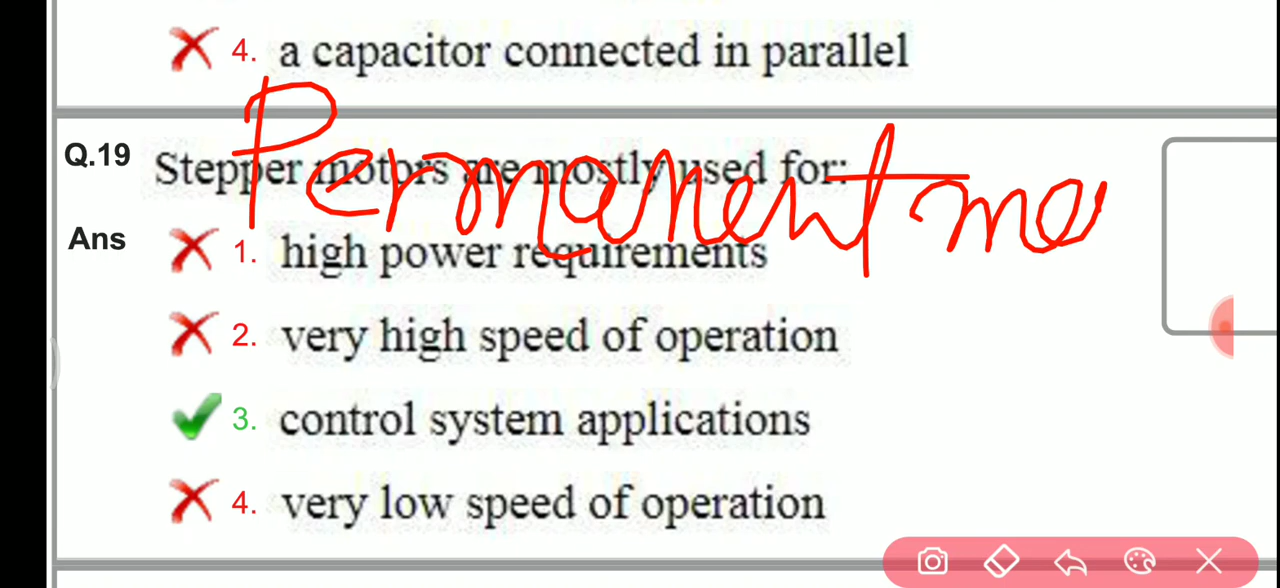 4. a capacitor connected in parallel
Q.19 Stepper motors are mostly used for:
Permanent ma
Ans 1. high power requirements
2. very high speed of operation
3. control system applications
4. very low speed of operation